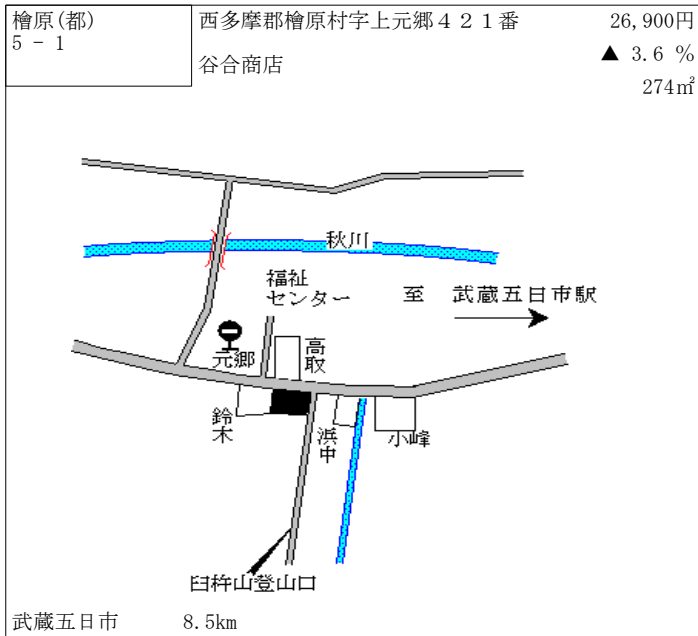 檜原(都)
5 - 1
西多摩郡檜原村字上元郷４２１番
谷合商店
26,900円
▲ 3.6 %
274㎡
秋川
福祉
センター
至 武蔵五日市駅
元郷
高取
鈴木
浜中
小峰
臼杵山登山口
武蔵五日市 8.5km